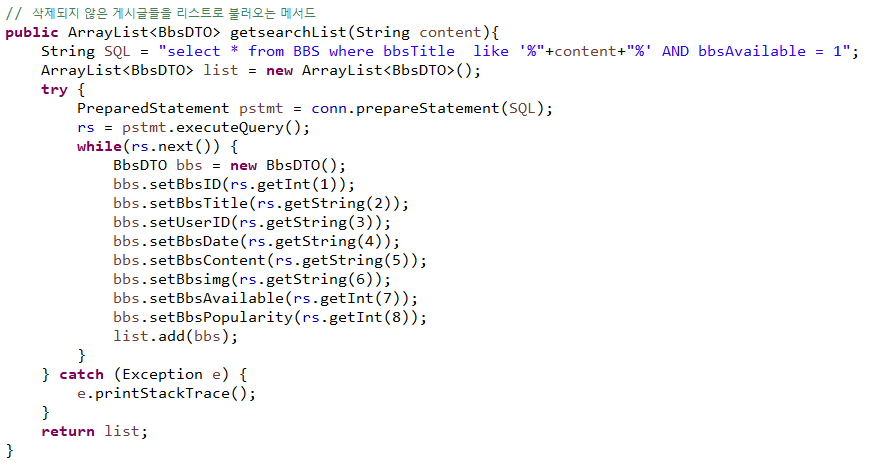 // 삭제되지 않은 게시글들을 리스트로 불러오는 메서드
public ArrayList<BbsDTO> getsearchList(String content){
    String SQL = "select * from BBS where bbsTitle  like '%"+content+"%' AND bbsAvailable = 1";
    ArrayList<BbsDTO> list = new ArrayList<BbsDTO>();
    try {
        PreparedStatement pstmt = conn.prepareStatement(SQL);
        rs = pstmt.executeQuery();
        while(rs.next()) {
            BbsDTO bbs = new BbsDTO();
            bbs.setBbsID(rs.getInt(1));
            bbs.setBbsTitle(rs.getString(2));
            bbs.setUserID(rs.getString(3));
            bbs.setBbsDate(rs.getString(4));
            bbs.setBbsContent(rs.getString(5));
            bbs.setBbsimg(rs.getString(6));
            bbs.setBbsAvailable(rs.getInt(7));
            bbs.setBbsPopularity(rs.getInt(8));
            list.add(bbs);
        }
    } catch (Exception e) {
        e.printStackTrace();
    }
    return list;
}